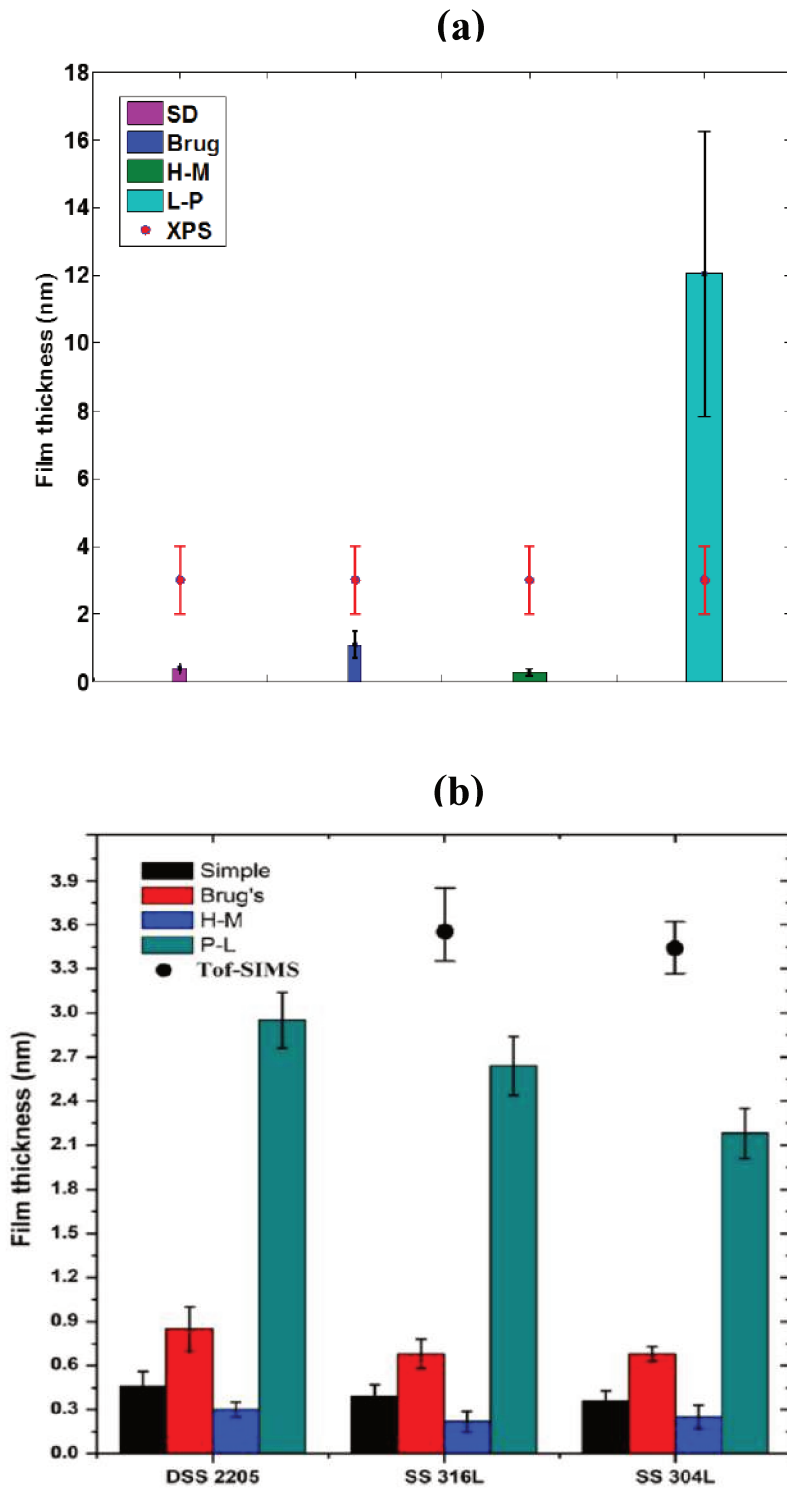 (a)
18
16
14
12
10
8
6
4
2
0
Film thickness (nm)
SD
Brug
H-M
L-P
XPS
(b)
3.9
3.6
3.3
3.0
2.7
2.4
2.1
1.8
1.5
1.2
0.9
0.6
0.3
0.0
Film thickness (nm)
Simple
Brug's
H-M
P-L
Tof-SIMS
DSS 2205 SS 316L SS 304L